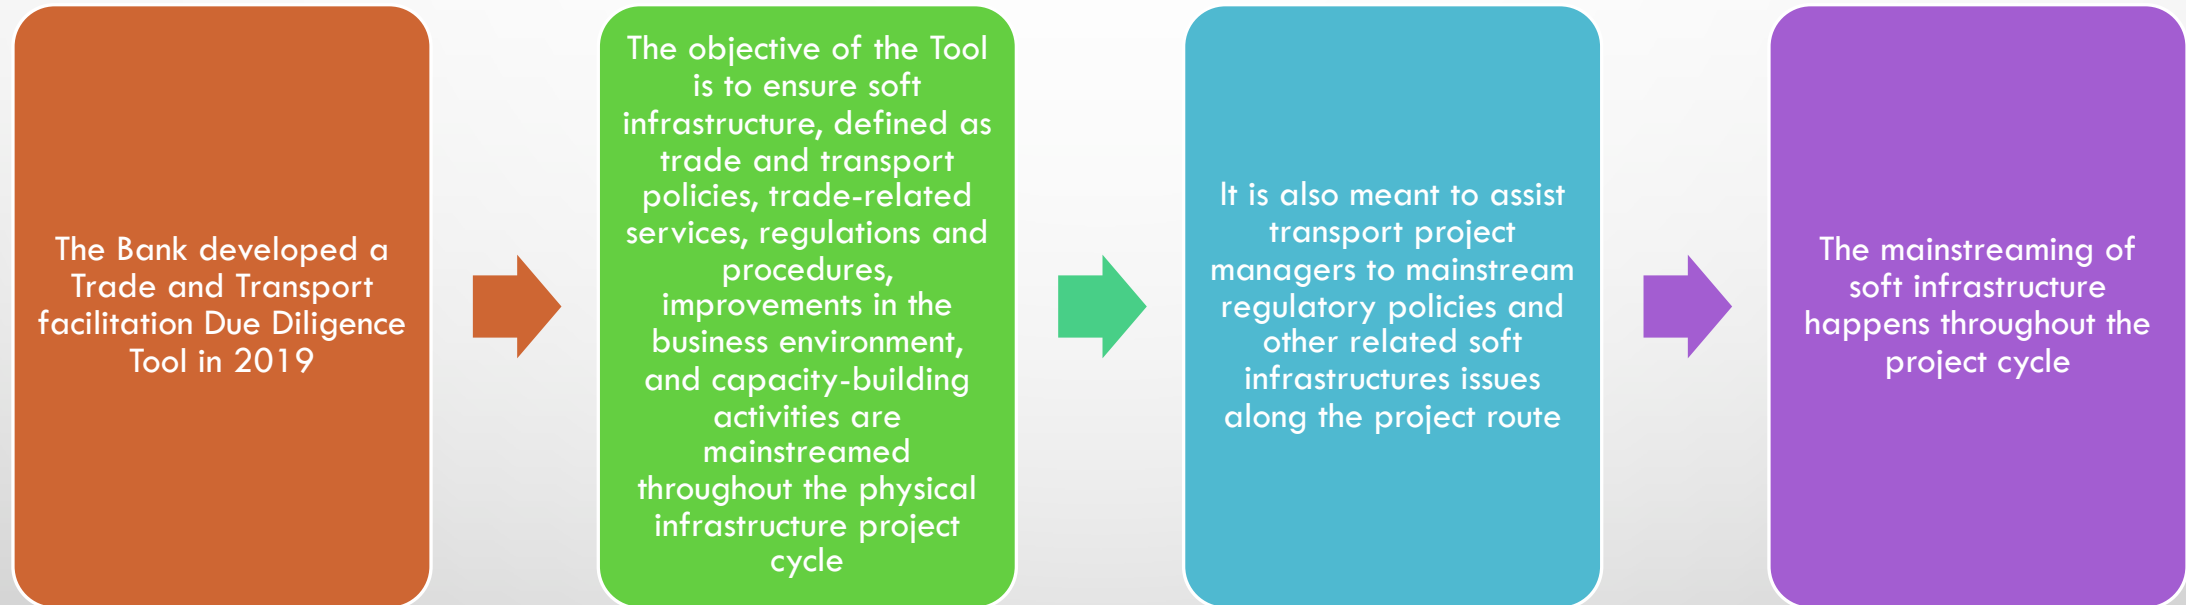 The Bank developed a
Trade and Transport
facilitation Due Diligence
Tool in 2019
The objective of the Tool
is to ensure soft
infrastructure, defined as
trade and transport
policies, trade-related
services, regulations and
procedures,
improvements in the
business environment,
and capacity-building
activities are
mainstreamed
throughout the physical
infrastructure project
cycle
It is also meant to assist
transport project
managers to mainstream
regulatory policies and
other related soft
infrastructures issues
along the project route
The mainstreaming of
soft infrastructure
happens throughout the
project cycle